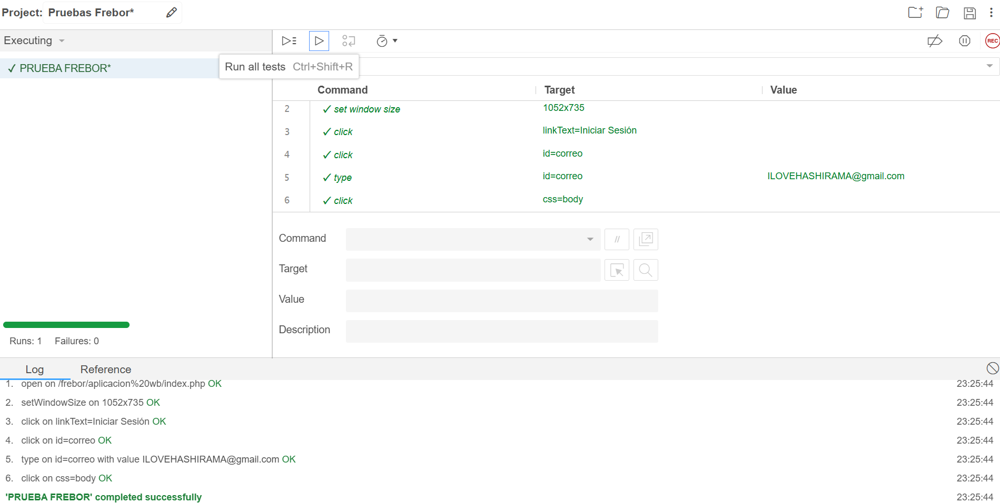 Project: Pruebas Frebor*
Executing
REC
✓ PRUEBA FREBOR*
Run all tests Ctrl+Shift+R
Command Target Value
2 ✓ set window size 1052x735
3 ✓ click linkText=Iniciar Sesión
4 ✓ click id=correo
5 ✓ type id=correo ILOVEHASHIRAMA@gmail.com
6 ✓ click css=body
Command //
Target
Value
Description
Runs: 1 Failures: 0
Log Reference
1. open on /frebor/aplicacion%20wb/index.php OK 23:25:44
2. setWindowSize on 1052x735 OK 23:25:44
3. click on linkText=Iniciar Sesión OK 23:25:44
4. click on id=correo OK 23:25:44
5. type on id=correo with value ILOVEHASHIRAMA@gmail.com OK 23:25:44
6. click on css=body OK 23:25:44
'PRUEBA FREBOR' completed successfully 23:25:44